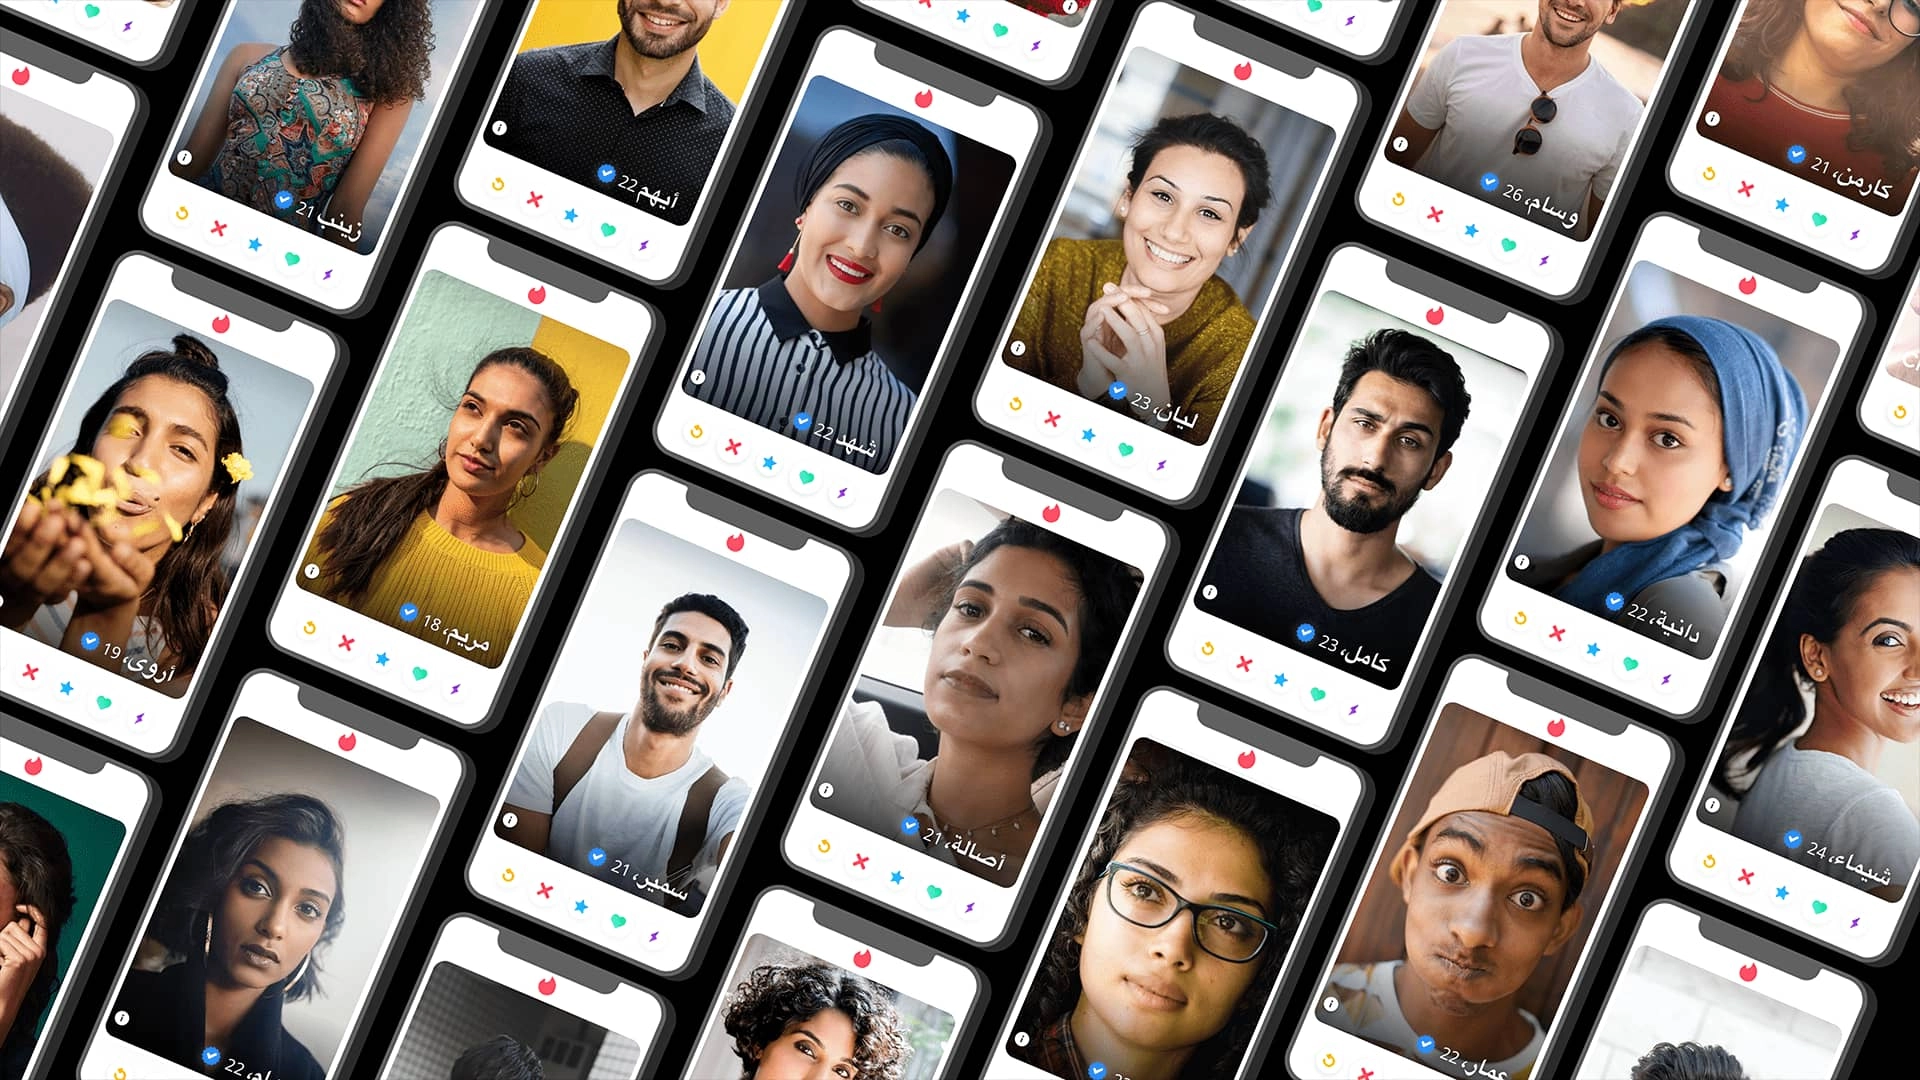 زينب 21
أيهم 22
وسام، 26
كارمن، 21
شهد 22
ليان، 23
أروى، 19
مريم، 18
كامل، 23
دانية، 22
سمير، 21
أصالة، 21
شيماء، 24
22
عمار، 22